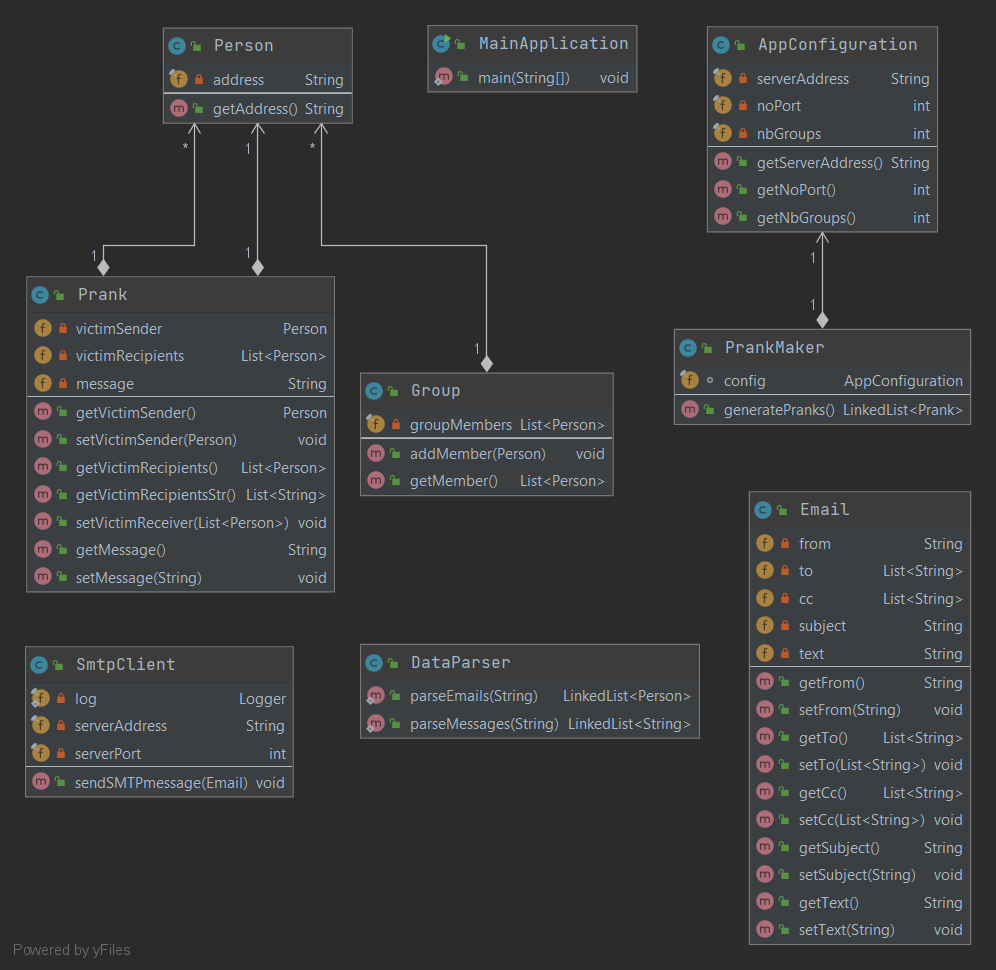 Person
address String
getAddress() String
MainApplication
main(String[]) void
AppConfiguration
serverAddress String
noPort int
nbGroups int
getServerAddress() String
getNoPort() int
getNbGroups() int
* 1 *
1 1
1
1
1
Prank
victimSender Person
victimRecipients List<Person>
message String
getVictimSender() Person
setVictimSender(Person) void
getVictimRecipients() List<Person>
getVictimRecipientsStr() List<String>
setVictimReceiver(List<Person>) void
getMessage() String
setMessage(String) void
Group
groupMembers List<Person>
addMember(Person) void
getMember() List<Person>
PrankMaker
config AppConfiguration
generatePranks() LinkedList<Prank>
Email
from String
to List<String>
cc List<String>
subject String
text String
getFrom() String
setFrom(String) void
getTo() List<String>
setTo(List<String>) void
getCc() List<String>
setCc(List<String>) void
getSubject() String
setSubject(String) void
getText() String
setText(String) void
SmtpClient
log Logger
serverAddress String
serverPort int
sendSMTPmessage(Email) void
DataParser
parseEmails(String) LinkedList<Person>
parseMessages(String) LinkedList<String>
Powered by yFiles